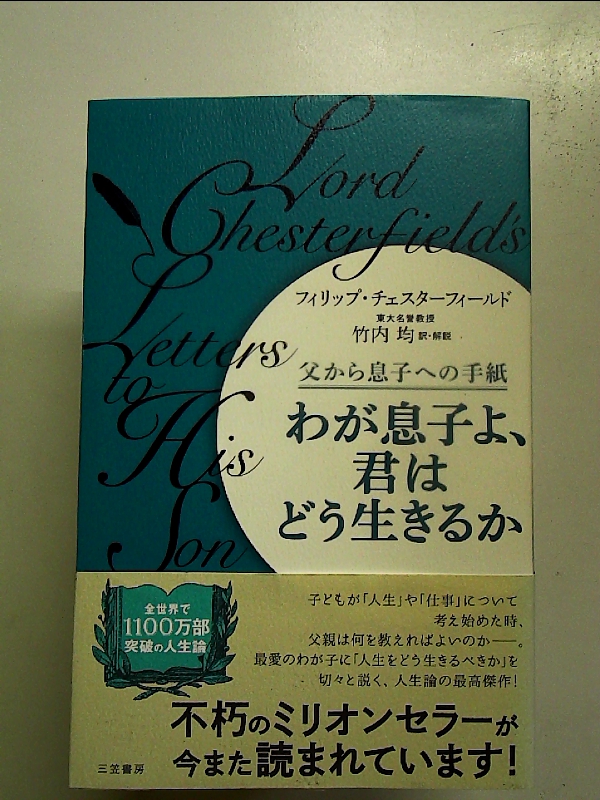 Lord
Chesterfield's
Letters
to
His
Son
フィリップ・チェスターフィールド
東大名誉教授
竹内 均 訳・解説
父から息子への手紙
わが息子よ、
君は
どう生きるか
全世界で
1100万部
突破の人生論
子どもが「人生」や「仕事」について
考え始めた時、
父親は何を教えればよいのか──。
最愛のわが子に「人生をどう生きるべきか」を
切々と説く、人生論の最高傑作!
不朽のミリオンセラーが
今また読まれています!
三笠書房